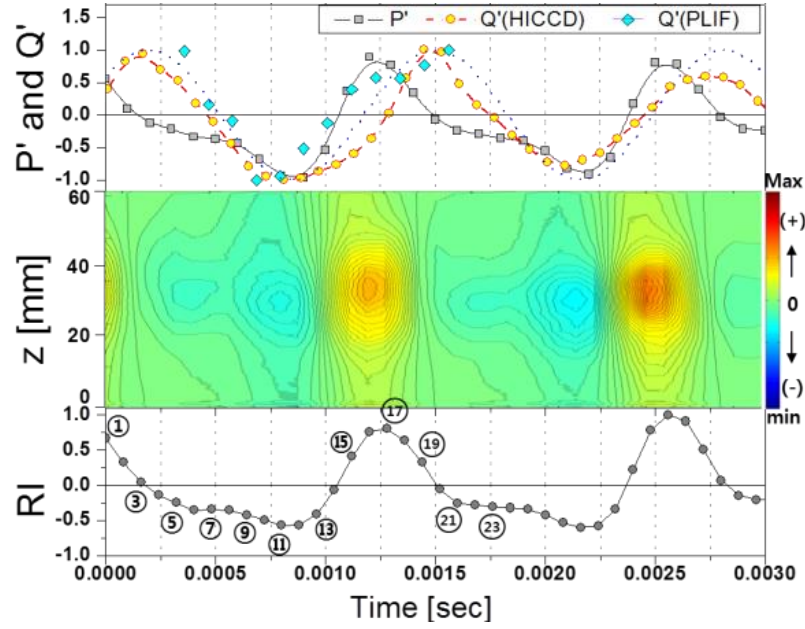 P' Q'(HICCD) Q'(PLIF)
1.5
1.0
0.5
0.0
-0.5
-1.0
P' and Q'
60
40
20
0
z [mm]
Max
(+)
0
(-)
min
1.0
0.5
0.0
-0.5
-1.0
RI
① ③ ⑤ ⑦ ⑨ ⑪ ⑬ ⑮ ⑰ ⑲ ㉑ ㉓
0.0000 0.0005 0.0010 0.0015 0.0020 0.0025 0.0030
Time [sec]